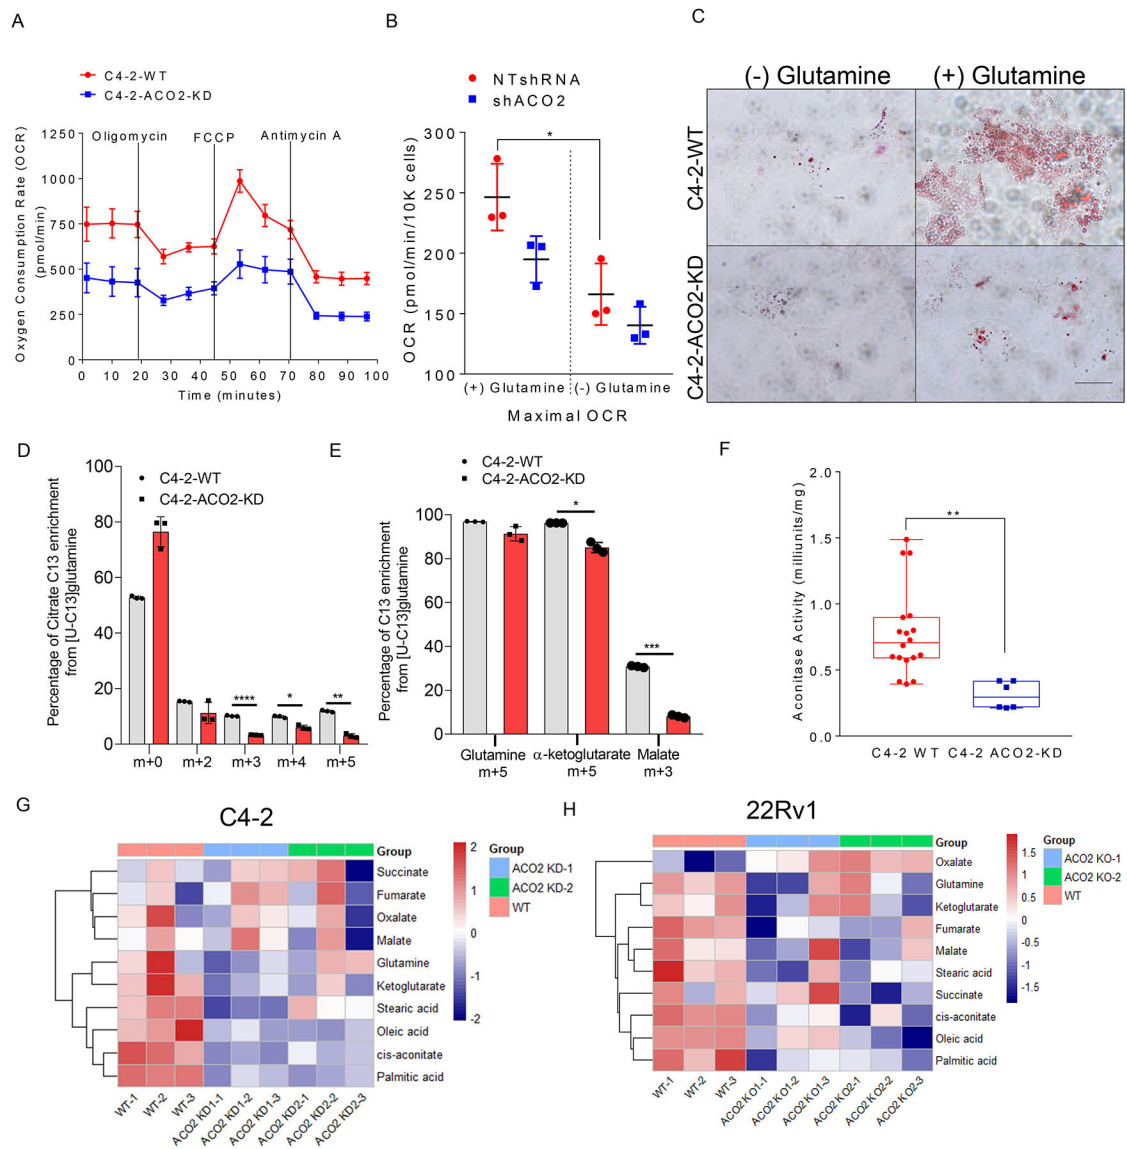 A
C4-2-WT
C4-2-ACO2-KD
Oligomycin
FCCP
Antimycin A
Oxygen Consumption Rate (OCR)
(pmol/min)
1250
1000
750
500
250
0
0 10 20 30 40 50 60 70 80 90 100
Time (minutes)
B
NTshRNA
shACO2
OCR (pmol/min/10K cells)
300
250
200
150
100
*
(+) Glutamine
(-) Glutamine
Maximal OCR
C
(-) Glutamine
(+) Glutamine
C4-2-WT
C4-2-ACO2-KD
D
C4-2-WT
C4-2-ACO2-KD
Percentage of Citrate C13 enrichment
from [U-C13]glutamine
100
80
60
40
20
0
****
*
**
m+0 m+2 m+3 m+4 m+5
E
C4-2-WT
C4-2-ACO2-KD
Percentage of C13 enrichment
from [U-C13]glutamine
100
80
60
40
20
0
*
***
Glutamine
m+5
α-ketoglutarate
m+5
Malate
m+3
F
Aconitase Activity (milliunits/mg)
2.0
1.5
1.0
0.5
0.0
**
C4-2 WT
C4-2 ACO2-KD
G
C4-2
Group
Succinate
Fumarate
Oxalate
Malate
Glutamine
Ketoglutarate
Stearic acid
Oleic acid
cis-aconitate
Palmitic acid
WT-1
WT-2
WT-3
ACO2 KD1-1
ACO2 KD1-2
ACO2 KD1-3
ACO2 KD2-1
ACO2 KD2-2
ACO2 KD2-3
2
1
0
-1
-2
Group
ACO2 KD-1
ACO2 KD-2
WT
H
22Rv1
Oxalate
Glutamine
Ketoglutarate
Fumarate
Malate
Stearic acid
Succinate
cis-aconitate
Oleic acid
Palmitic acid
WT-1
WT-2
WT-3
ACO2 KO1-1
ACO2 KO1-2
ACO2 KO1-3
ACO2 KO2-1
ACO2 KO2-2
ACO2 KO2-3
Group
1.5
1
0.5
0
-0.5
-1
-1.5
Group
ACO2 KO-1
ACO2 KO-2
WT